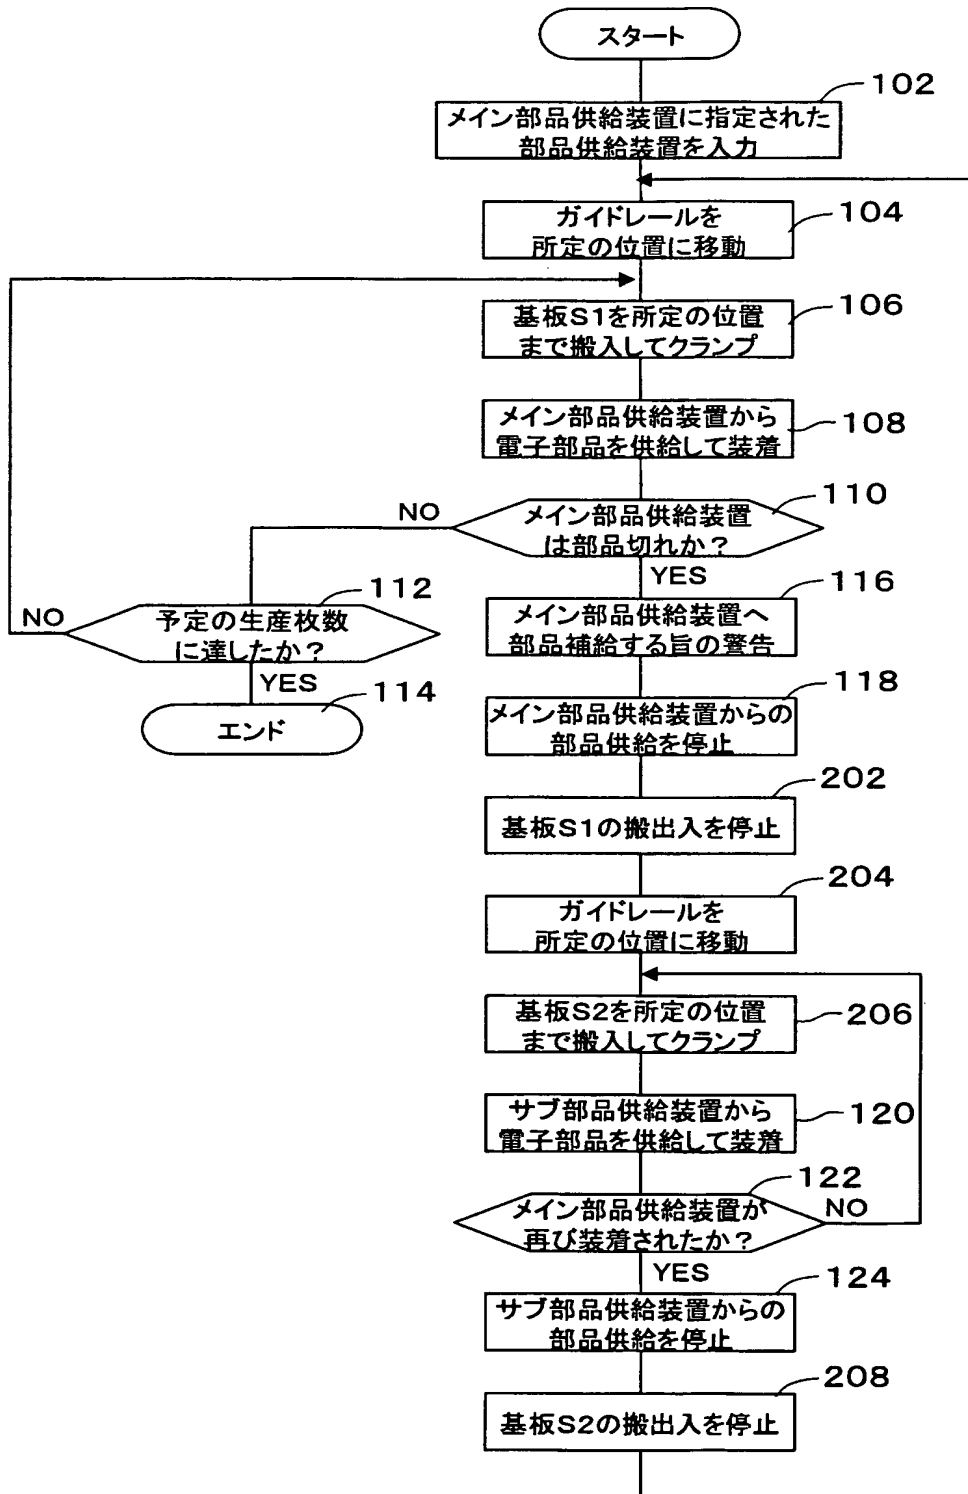 スタート
102
メイン部品供給装置に指定された
部品供給装置を入力
ガイドレールを
所定の位置に移動
104
基板S1を所定の位置
まで搬入してクランプ
106
メイン部品供給装置から
電子部品を供給して装着
108
110
NO
メイン部品供給装置
は部品切れか？
YES
112
NO
予定の生産枚数
に達したか？
YES
114
エンド
116
メイン部品供給装置へ
部品補給する旨の警告
118
メイン部品供給装置からの
部品供給を停止
202
基板S1の搬出入を停止
204
ガイドレールを
所定の位置に移動
基板S2を所定の位置
まで搬入してクランプ
206
サブ部品供給装置から
電子部品を供給して装着
120
122
メイン部品供給装置が
再び装着されたか？
NO
YES
124
サブ部品供給装置からの
部品供給を停止
208
基板S2の搬出入を停止